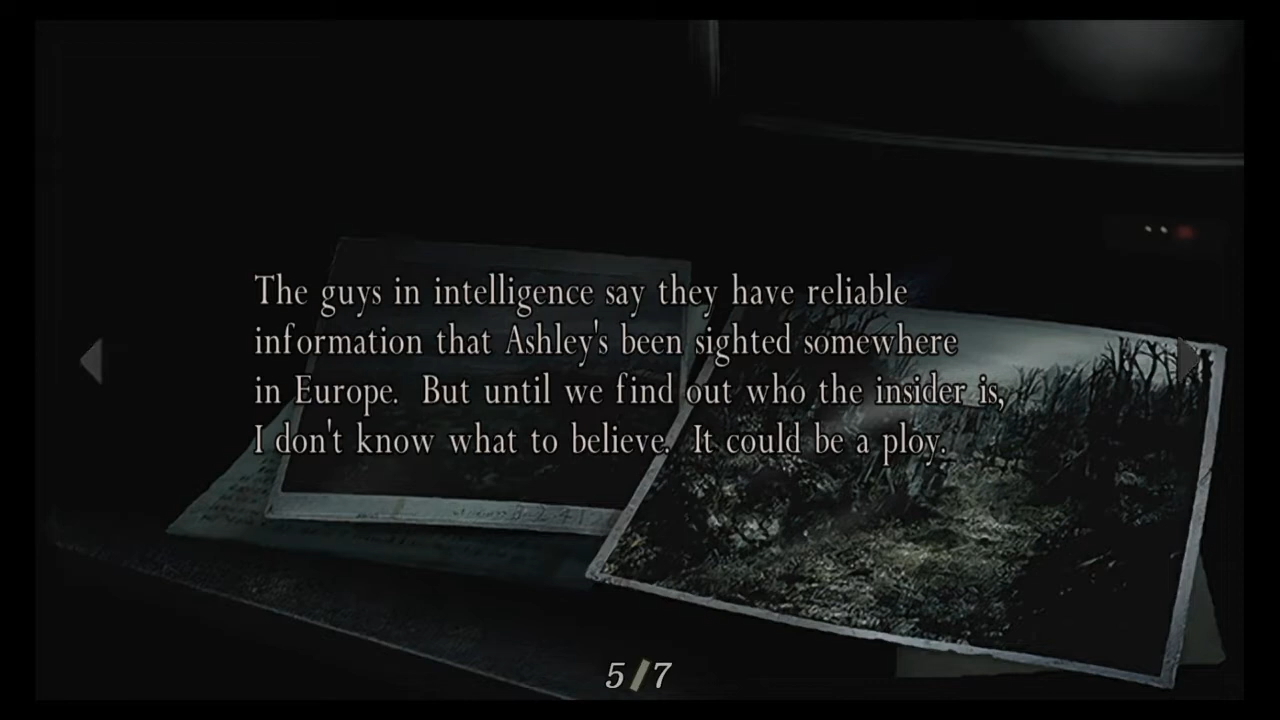 The guys in intelligence say they have reliable
information that Ashley's been sighted somewhere
in Europe. But until we find out who the insider is,
I don't know what to believe. It could be a ploy.
5/7